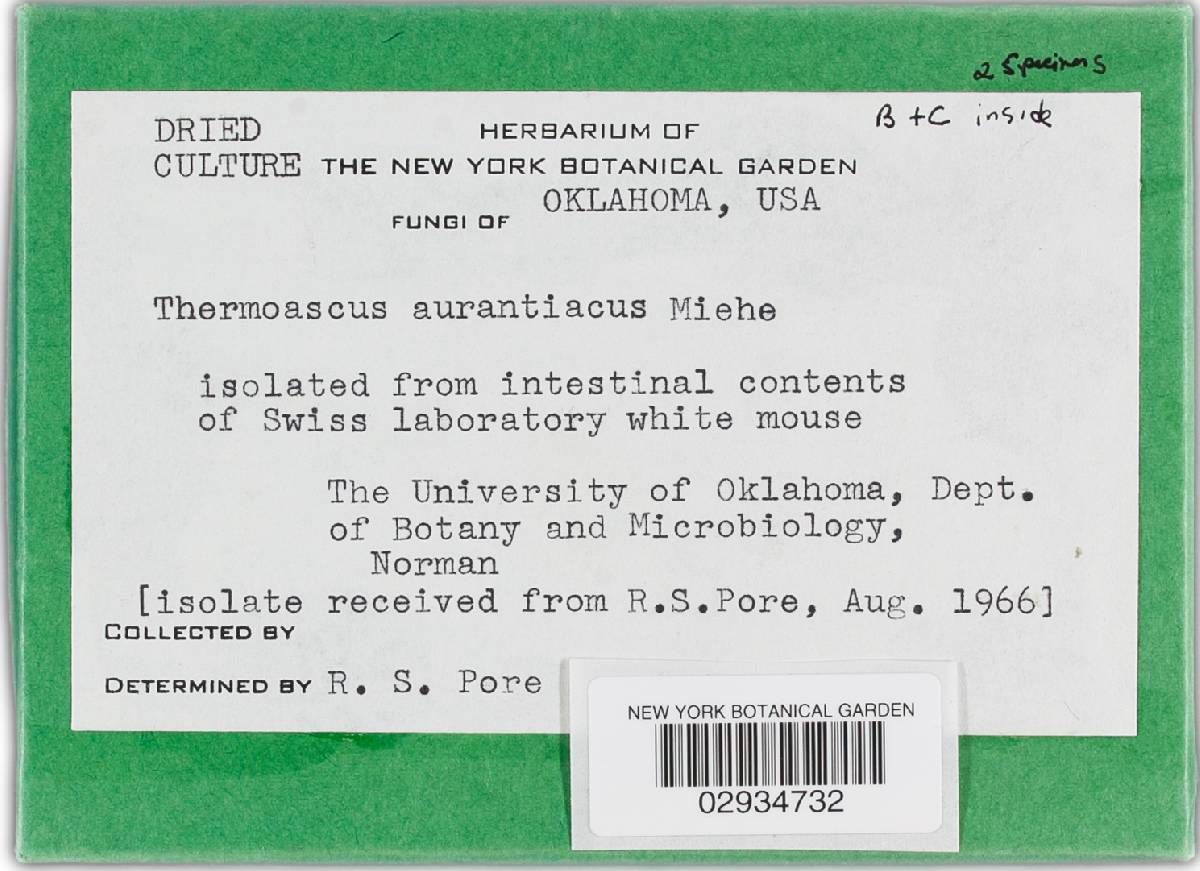 2 Specimens
B + C inside
DRIED HERBARIUM OF
CULTURE THE NEW YORK BOTANICAL GARDEN
FUNGI OF OKLAHOMA, USA
Thermoascus aurantiacus Miehe
isolated from intestinal contents
of Swiss laboratory white mouse
The University of Oklahoma, Dept.
of Botany and Microbiology,
Norman
[isolate received from R.S.Pore, Aug. 1966]
COLLECTED BY
DETERMINED BY R. S. Pore
NEW YORK BOTANICAL GARDEN
02934732